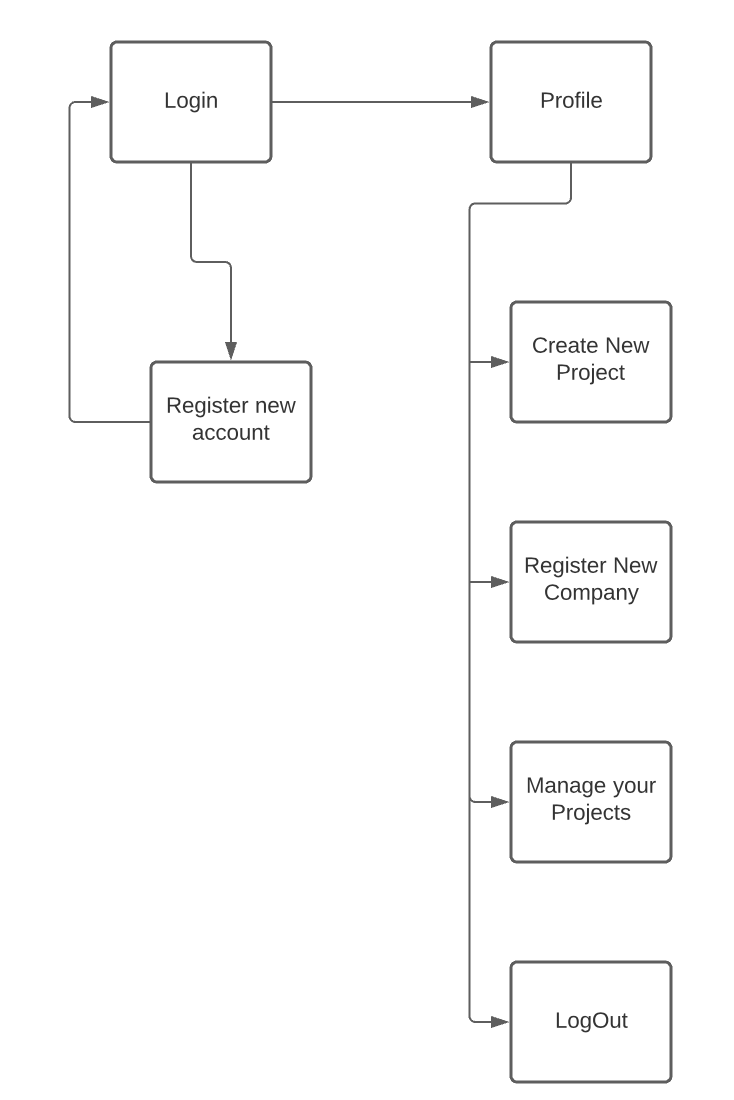 Login
Profile
Register new
account
Create New
Project
Register New
Company
Manage your
Projects
LogOut